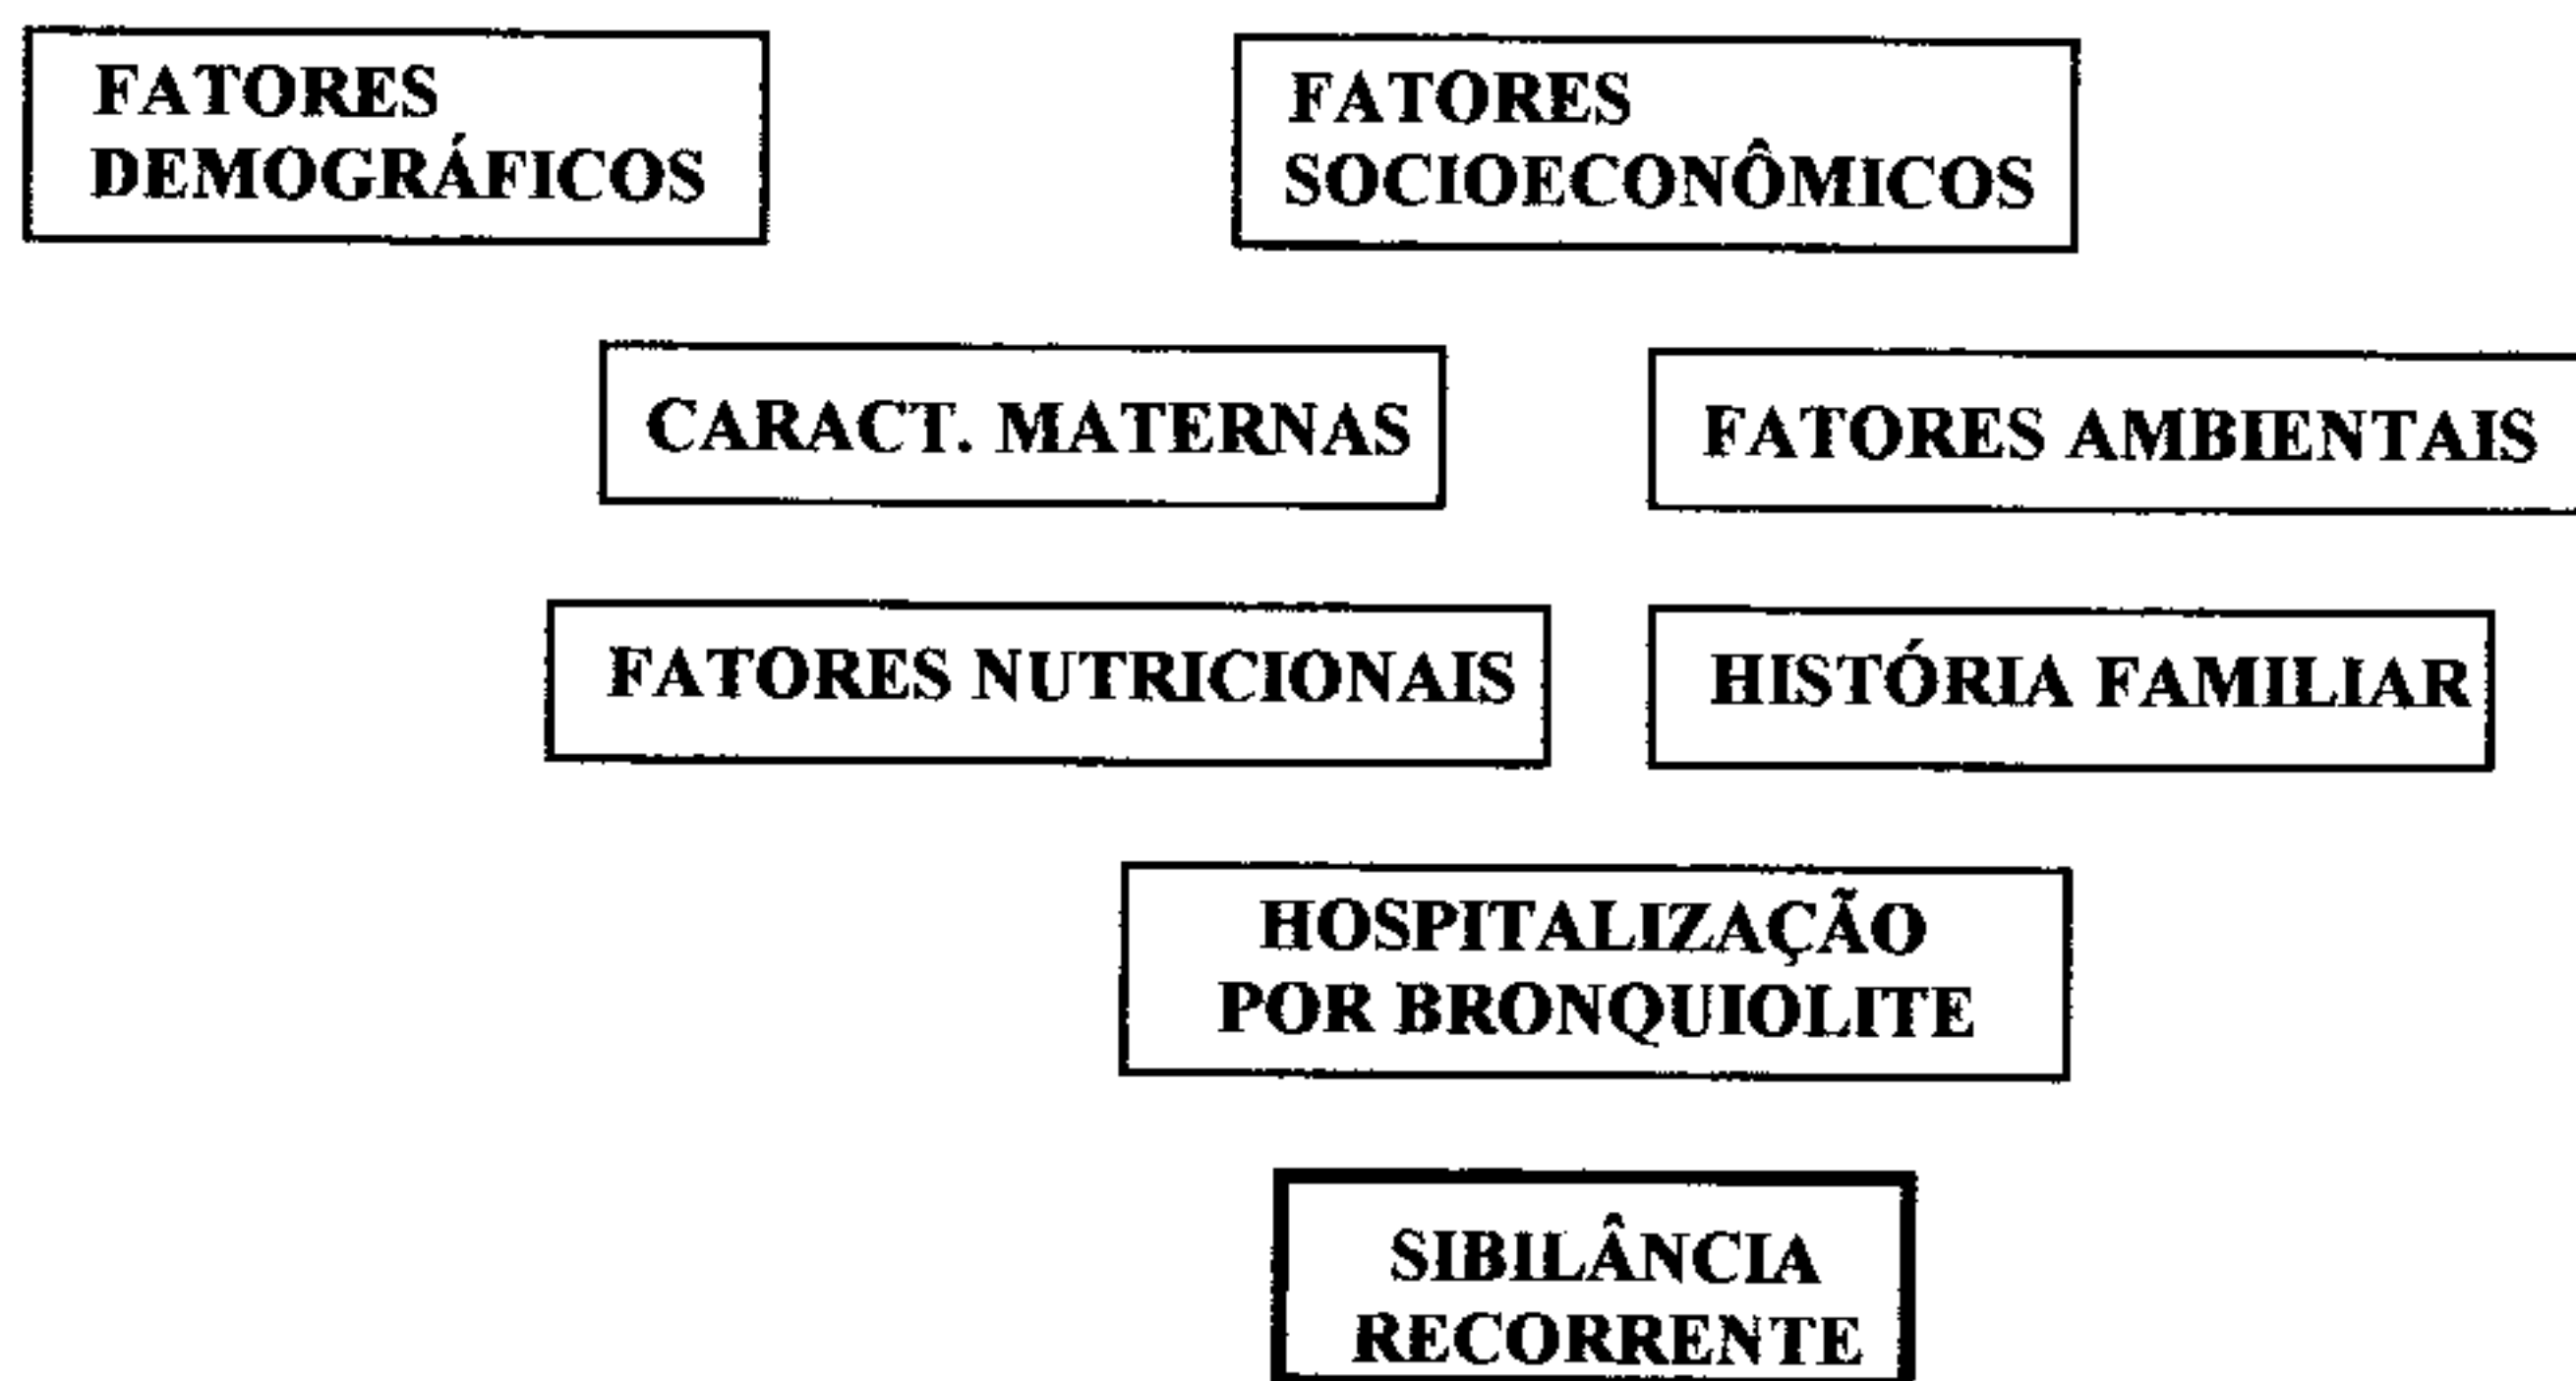 FATORES
DEMOGRÁFICOS
FATORES
SOCIOECONÔMICOS
CARACT. MATERNAS
FATORES AMBIENTAIS
FATORES NUTRICIONAIS
HISTÓRIA FAMILIAR
HOSPITALIZAÇÃO
POR BRONQUIOLITE
SIBILÂNCIA
RECORRENTE